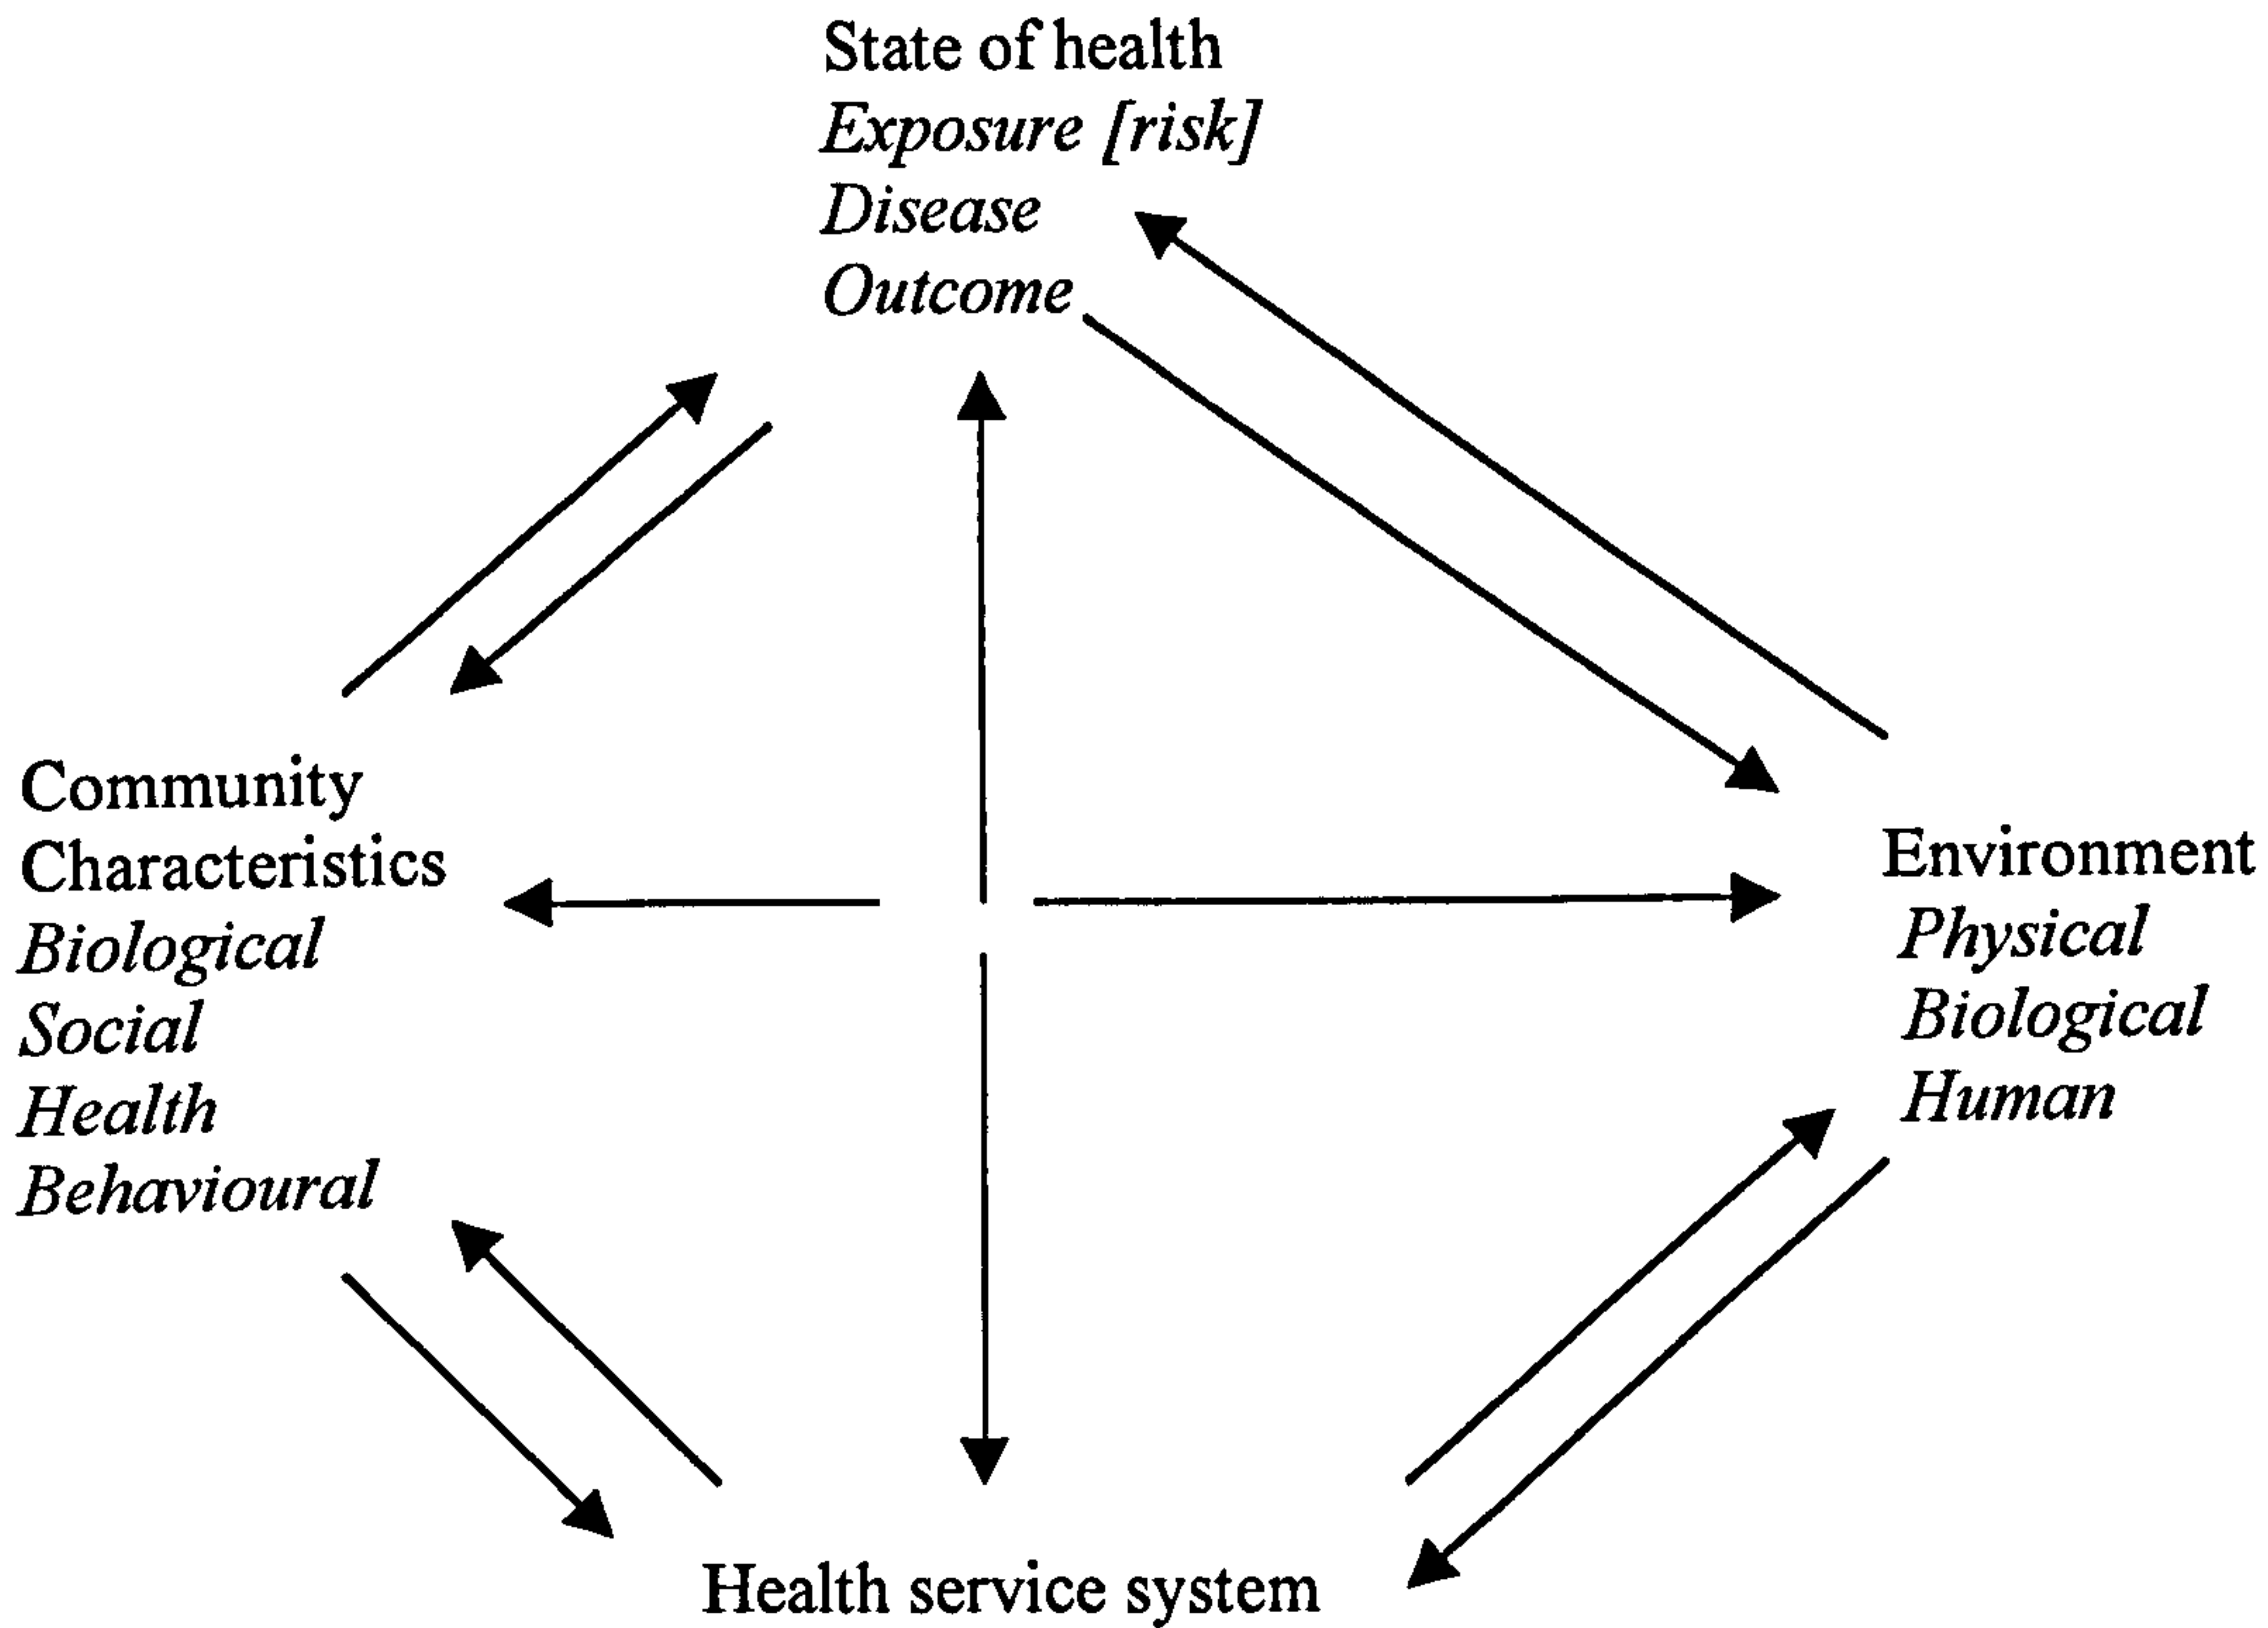 State of health
Exposure [risk]
Disease
Outcome
Community
Characteristics
Biological
Social
Health
Behavioural
Environment
Physical
Biological
Human
Health service system